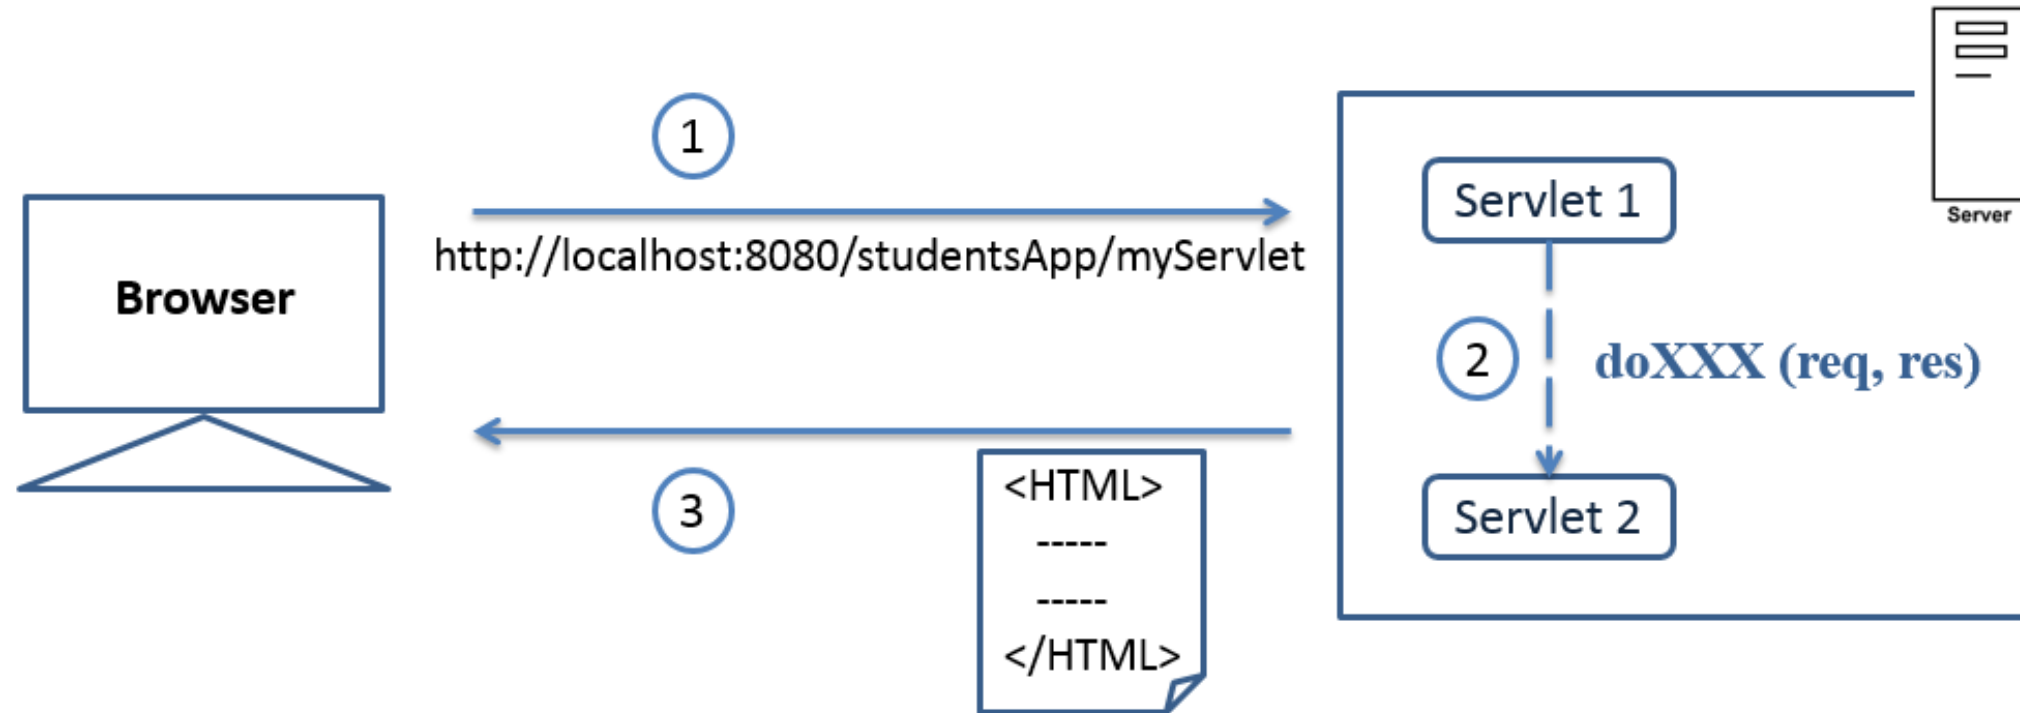 1
Server
Servlet 1
http://localhost:8080/studentsApp/myServlet
Browser
2
doXXX (req, res)
3
<HTML>
-----
-----
</HTML>
Servlet 2